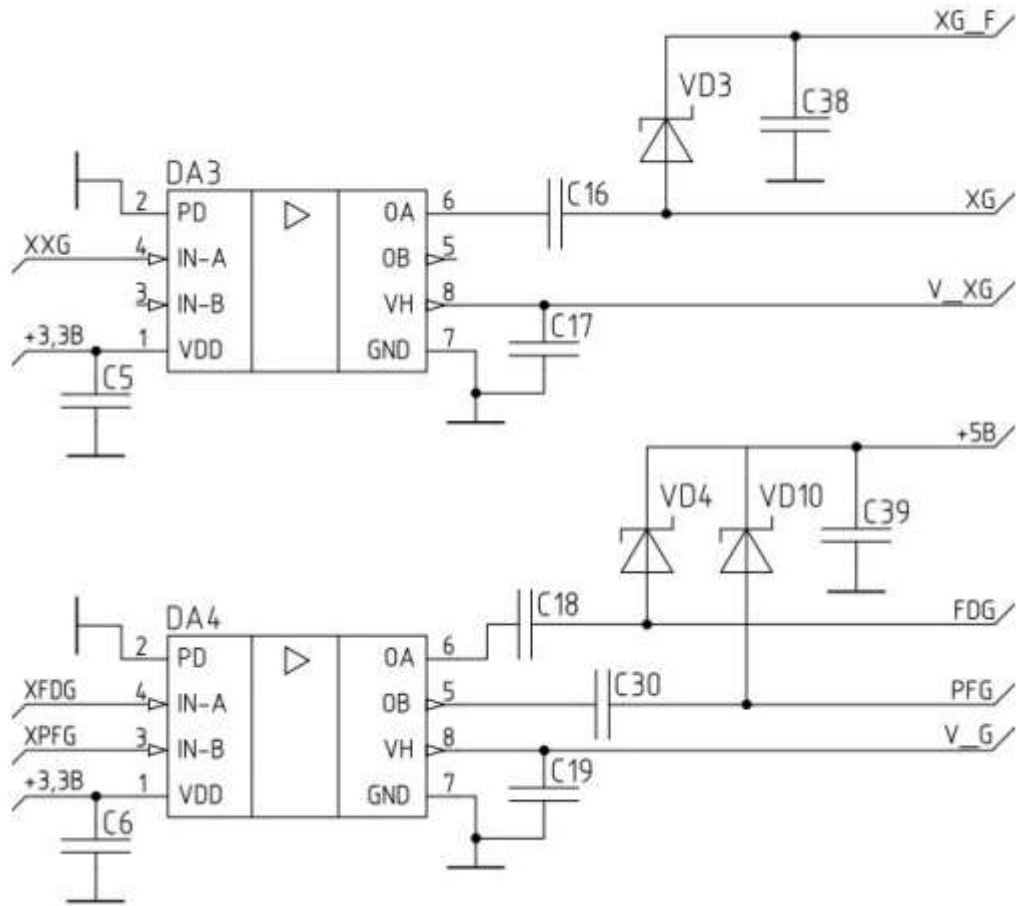 XG_F
VD3
C38
DA3
2 PD OA 6
C16
XG
XXG
4 IN-A OB 5
3 IN-B VH 8
V_XG
+3,3В
1 VDD GND 7
C17
C5
+5В
VD4
VD10
C39
DA4
C18
FDG
2 PD OA 6
XFDG
4 IN-A OB 5
C30
PFG
XPFG
3 IN-B VH 8
V_G
+3,3В
1 VDD GND 7
C19
C6